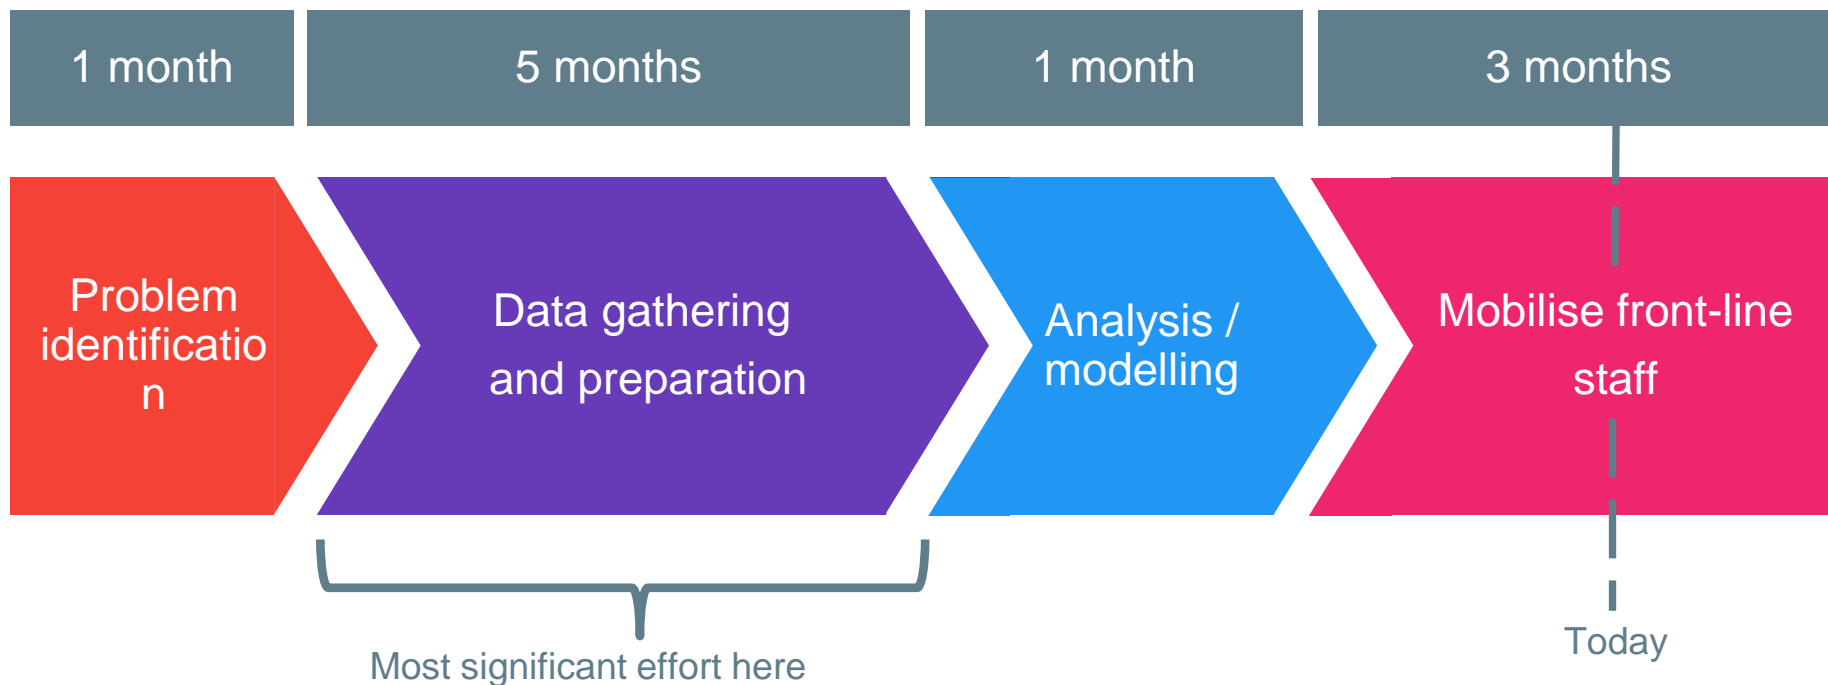 1 month
5 months
1 month
3 months
Problem
identificatio
n
Data gathering
and preparation
Analysis /
modelling
Mobilise front-line
staff
Most significant effort here
Today